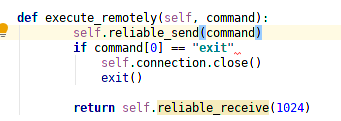 def execute_remotely(self, command):
    self.reliable_send(command)
    if command[0] == "exit"
        self.connection.close()
        exit()
    return self.reliable_receive(1024)